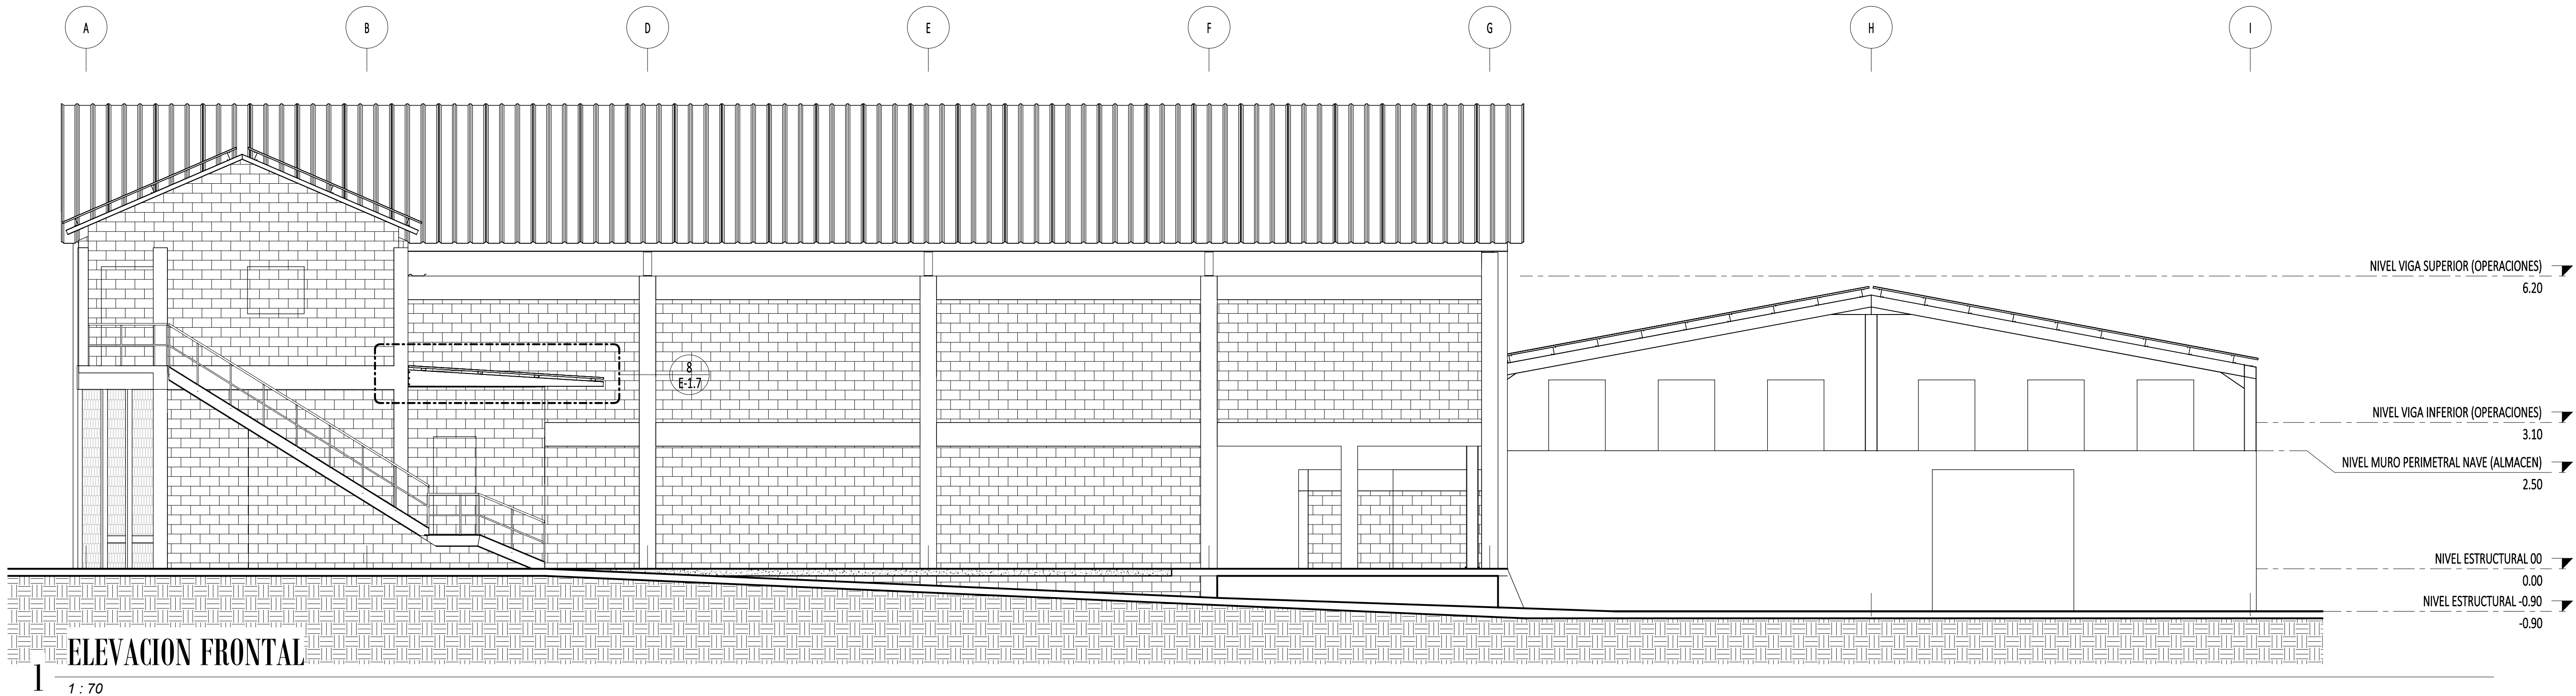 A
B
D
E
F
G
H
I
NIVEL VIGA SUPERIOR (OPERACIONES)
6.20
8
E-1.7
NIVEL VIGA INFERIOR (OPERACIONES)
3.10
NIVEL MURO PERIMETRAL NAVE (ALMACEN)
2.50
NIVEL ESTRUCTURAL 00
0.00
NIVEL ESTRUCTURAL -0.90
-0.90
1
ELEVACION FRONTAL
1 : 70